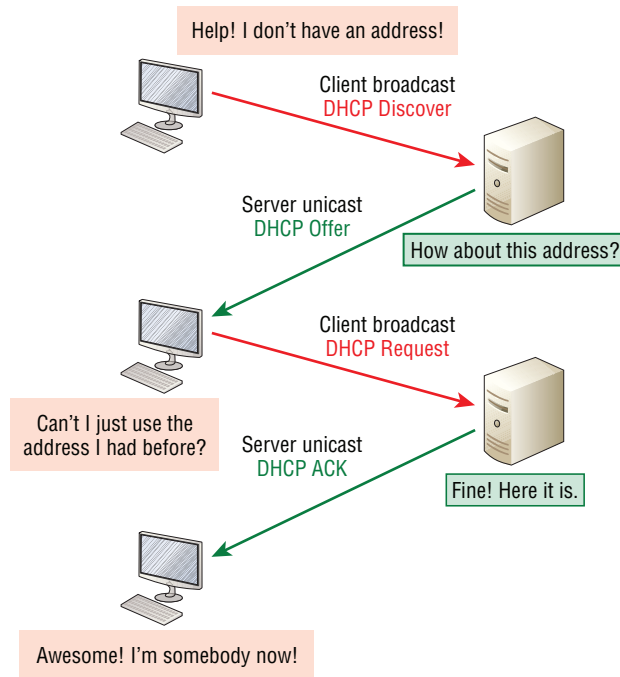 Help! I don't have an address!
Client broadcast
DHCP Discover
Server unicast
DHCP Offer
How about this address?
Client broadcast
DHCP Request
Can't I just use the
address I had before?
Server unicast
DHCP ACK
Fine! Here it is.
Awesome! I'm somebody now!